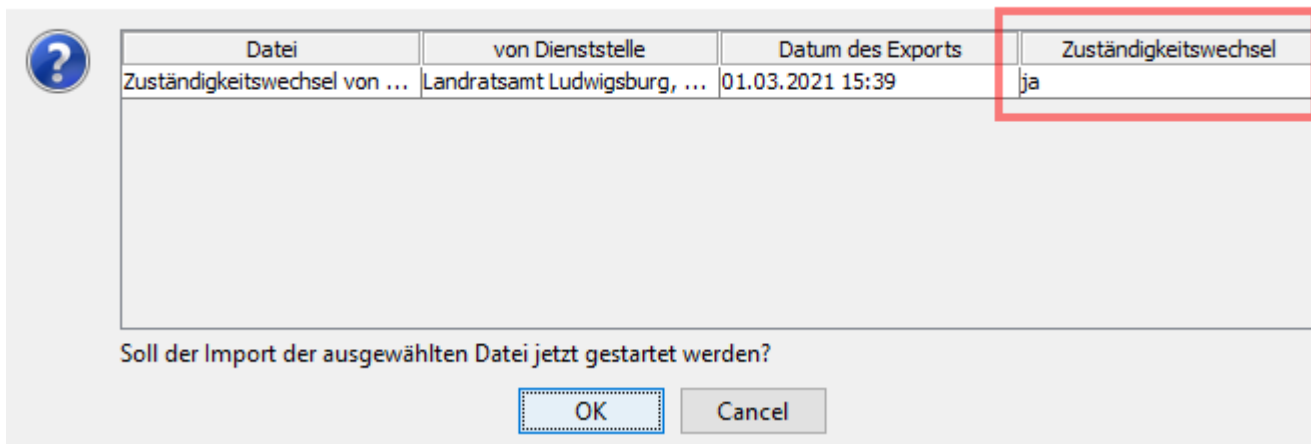 Datei von Dienststelle Datum des Exports Zuständigkeitswechsel
Zuständigkeitswechsel von ... Landratsamt Ludwigsburg, ... 01.03.2021 15:39 ja
Soll der Import der ausgewählten Datei jetzt gestartet werden?
OK Cancel